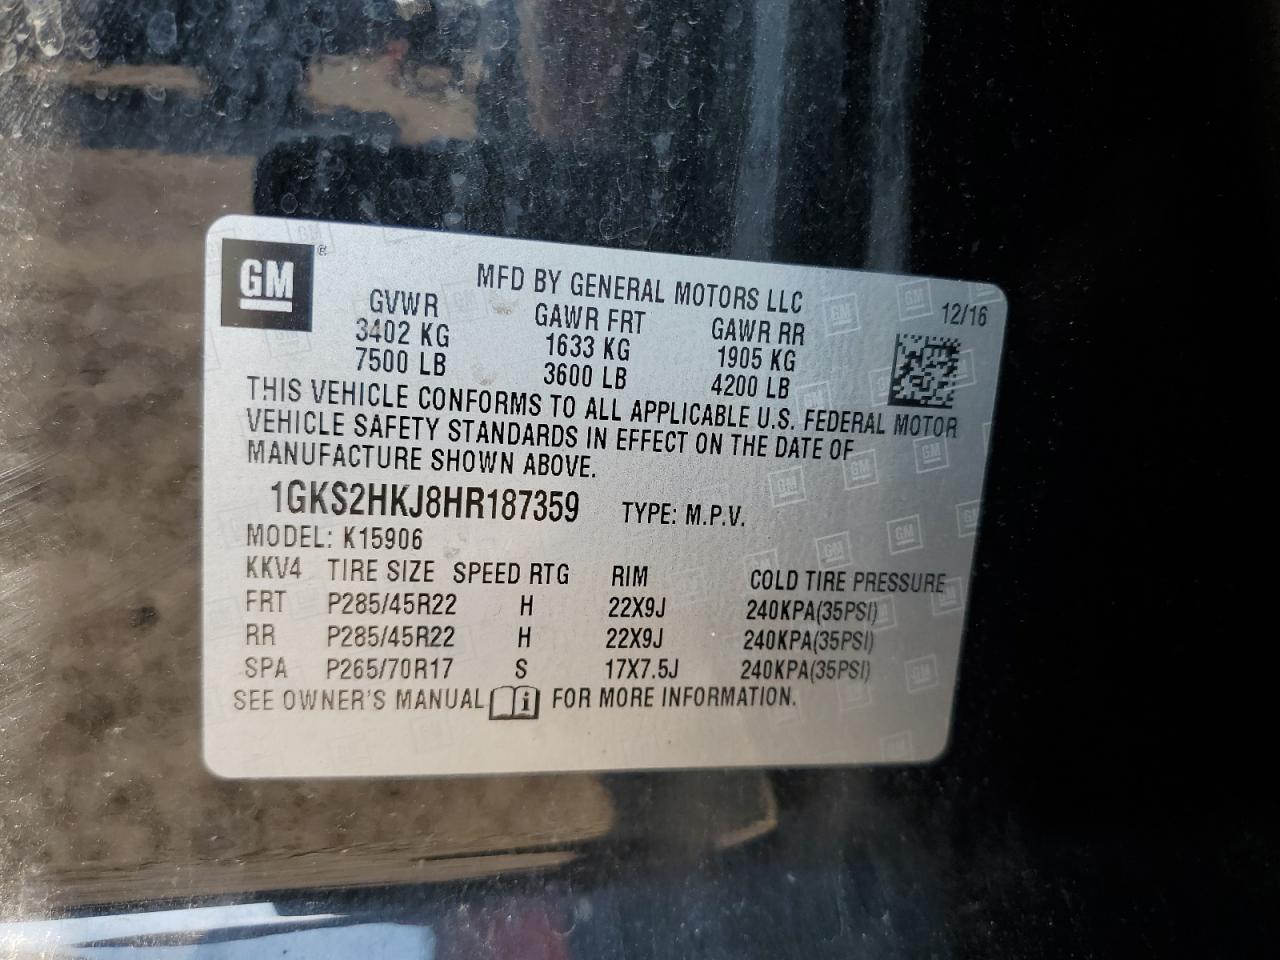 GM ®
MFD BY GENERAL MOTORS LLC
12/16
GVWR GAWR FRT GAWR RR
3402 KG 1633 KG 1905 KG
7500 LB 3600 LB 4200 LB
THIS VEHICLE CONFORMS TO ALL APPLICABLE U.S. FEDERAL MOTOR
VEHICLE SAFETY STANDARDS IN EFFECT ON THE DATE OF
MANUFACTURE SHOWN ABOVE.
1GKS2HKJ8HR187359 TYPE: M.P.V.
MODEL: K15906
KKV4 TIRE SIZE SPEED RTG RIM COLD TIRE PRESSURE
FRT P285/45R22 H 22X9J 240KPA(35PSI)
RR P285/45R22 H 22X9J 240KPA(35PSI)
SPA P265/70R17 S 17X7.5J 240KPA(35PSI)
SEE OWNER'S MANUAL i FOR MORE INFORMATION.